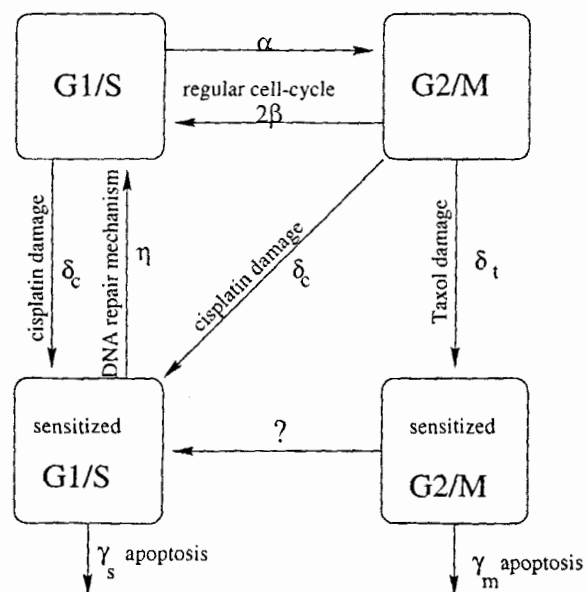 α
G1/S
G2/M
regular cell-cycle
2β
cisplatin damage
δc
DNA repair mechanism
η
cisplatin damage
δc
Taxol damage
δt
sensitized
G1/S
?
sensitized
G2/M
γs apoptosis
γm apoptosis